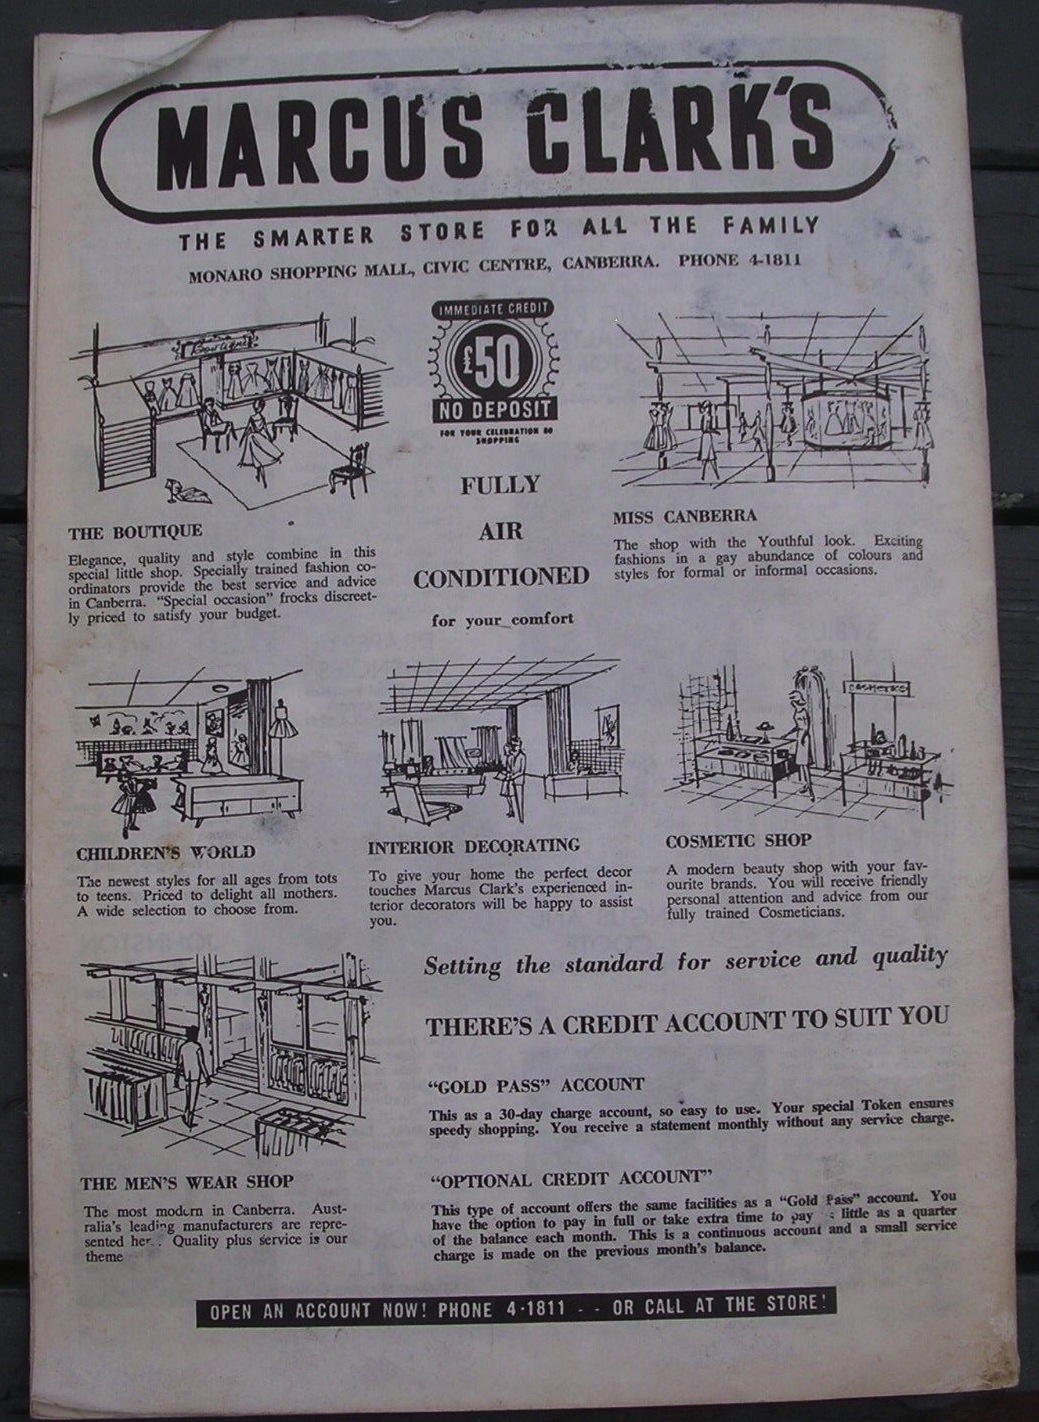 MARCUS CLARK'S
THE SMARTER STORE FOR ALL THE FAMILY
MONARO SHOPPING MALL, CIVIC CENTRE, CANBERRA. PHONE 4-1811
Boutique
THE BOUTIQUE
Elegance, quality and style combine in this
special little shop. Specially trained fashion co-
ordinators provide the best service and advice
in Canberra. "Special occasion" frocks discreet-
ly priced to satisfy your budget.
IMMEDIATE CREDIT
£50
NO DEPOSIT
FOR YOUR CELEBRATION 50
SHOPPING
FULLY
AIR
CONDITIONED
for your comfort
MISS CANBERRA
The shop with the Youthful look. Exciting
fashions in a gay abundance of colours and
styles for formal or informal occasions.
CHILDREN'S WORLD
The newest styles for all ages from tots
to teens. Priced to delight all mothers.
A wide selection to choose from.
INTERIOR DECORATING
To give your home the perfect decor
touches Marcus Clark's experienced in-
terior decorators will be happy to assist
you.
COSMETICS
COSMETIC SHOP
A modern beauty shop with your fav-
ourite brands. You will receive friendly
personal attention and advice from our
fully trained Cosmeticians.
THE MEN'S WEAR SHOP
The most modern in Canberra. Aust-
ralia's leading manufacturers are repre-
sented her Quality plus service is our
theme
Setting the standard for service and quality
THERE'S A CREDIT ACCOUNT TO SUIT YOU
"GOLD PASS" ACCOUNT
This as a 30-day charge account, so easy to use. Your special Token ensures
speedy shopping. You receive a statement monthly without any service charge.
"OPTIONAL CREDIT ACCOUNT"
This type of account offers the same facilities as a "Gold Pass" account. You
have the option to pay in full or take extra time to pay little as a quarter
of the balance each month. This is a continuous account and a small service
charge is made on the previous month's balance.
OPEN AN ACCOUNT NOW! PHONE 4-1811 - - OR CALL AT THE STORE!